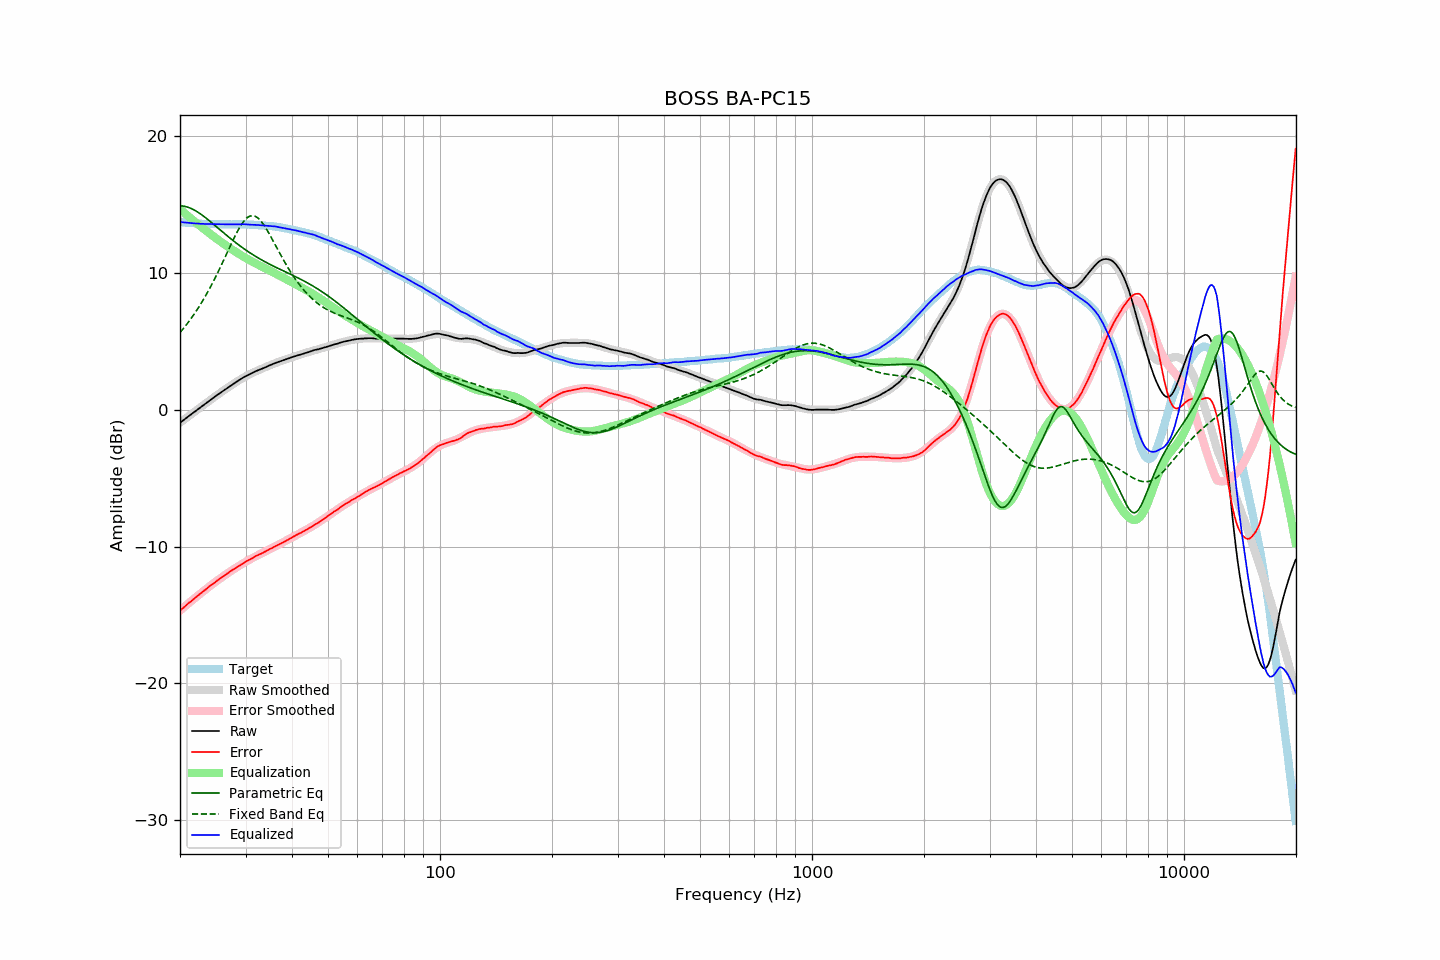 BOSS BA-PC15
20
10
0
−10
−20
−30
Amplitude (dBr)
Target
Raw Smoothed
Error Smoothed
Raw
Error
Equalization
Parametric Eq
Fixed Band Eq
Equalized
100
1000
10000
Frequency (Hz)